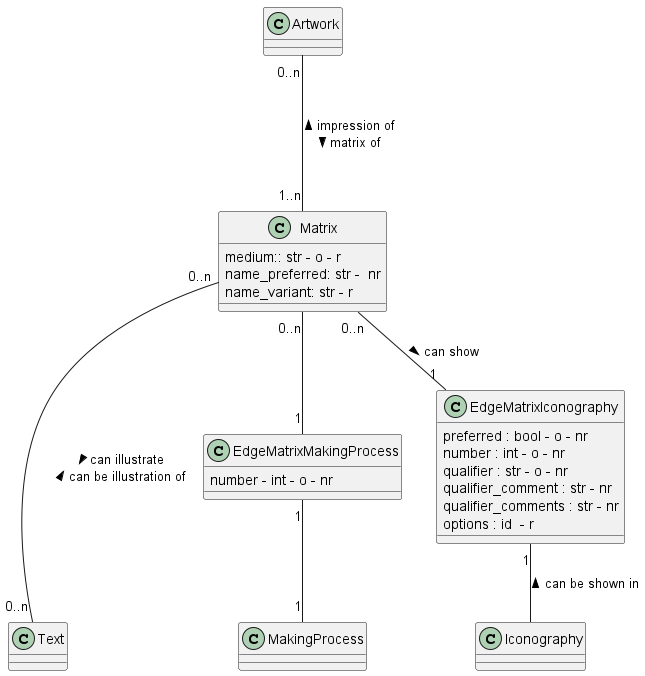 C Artwork
0..n
impression of
matrix of
1..n
C Matrix
medium:: str - o - r
name_preferred: str -  nr
name_variant: str - r
0..n
0..n
0..n
can show
1
C EdgeMatrixIconography
preferred : bool - o - nr
number : int - o - nr
qualifier : str - o - nr
qualifier_comment : str - nr
qualifier_comments : str - nr
options : id  - r
1
C EdgeMatrixMakingProcess
number - int - o - nr
can illustrate
can be illustration of
1
1
can be shown in
0..n
1
C Text
C MakingProcess
C Iconography